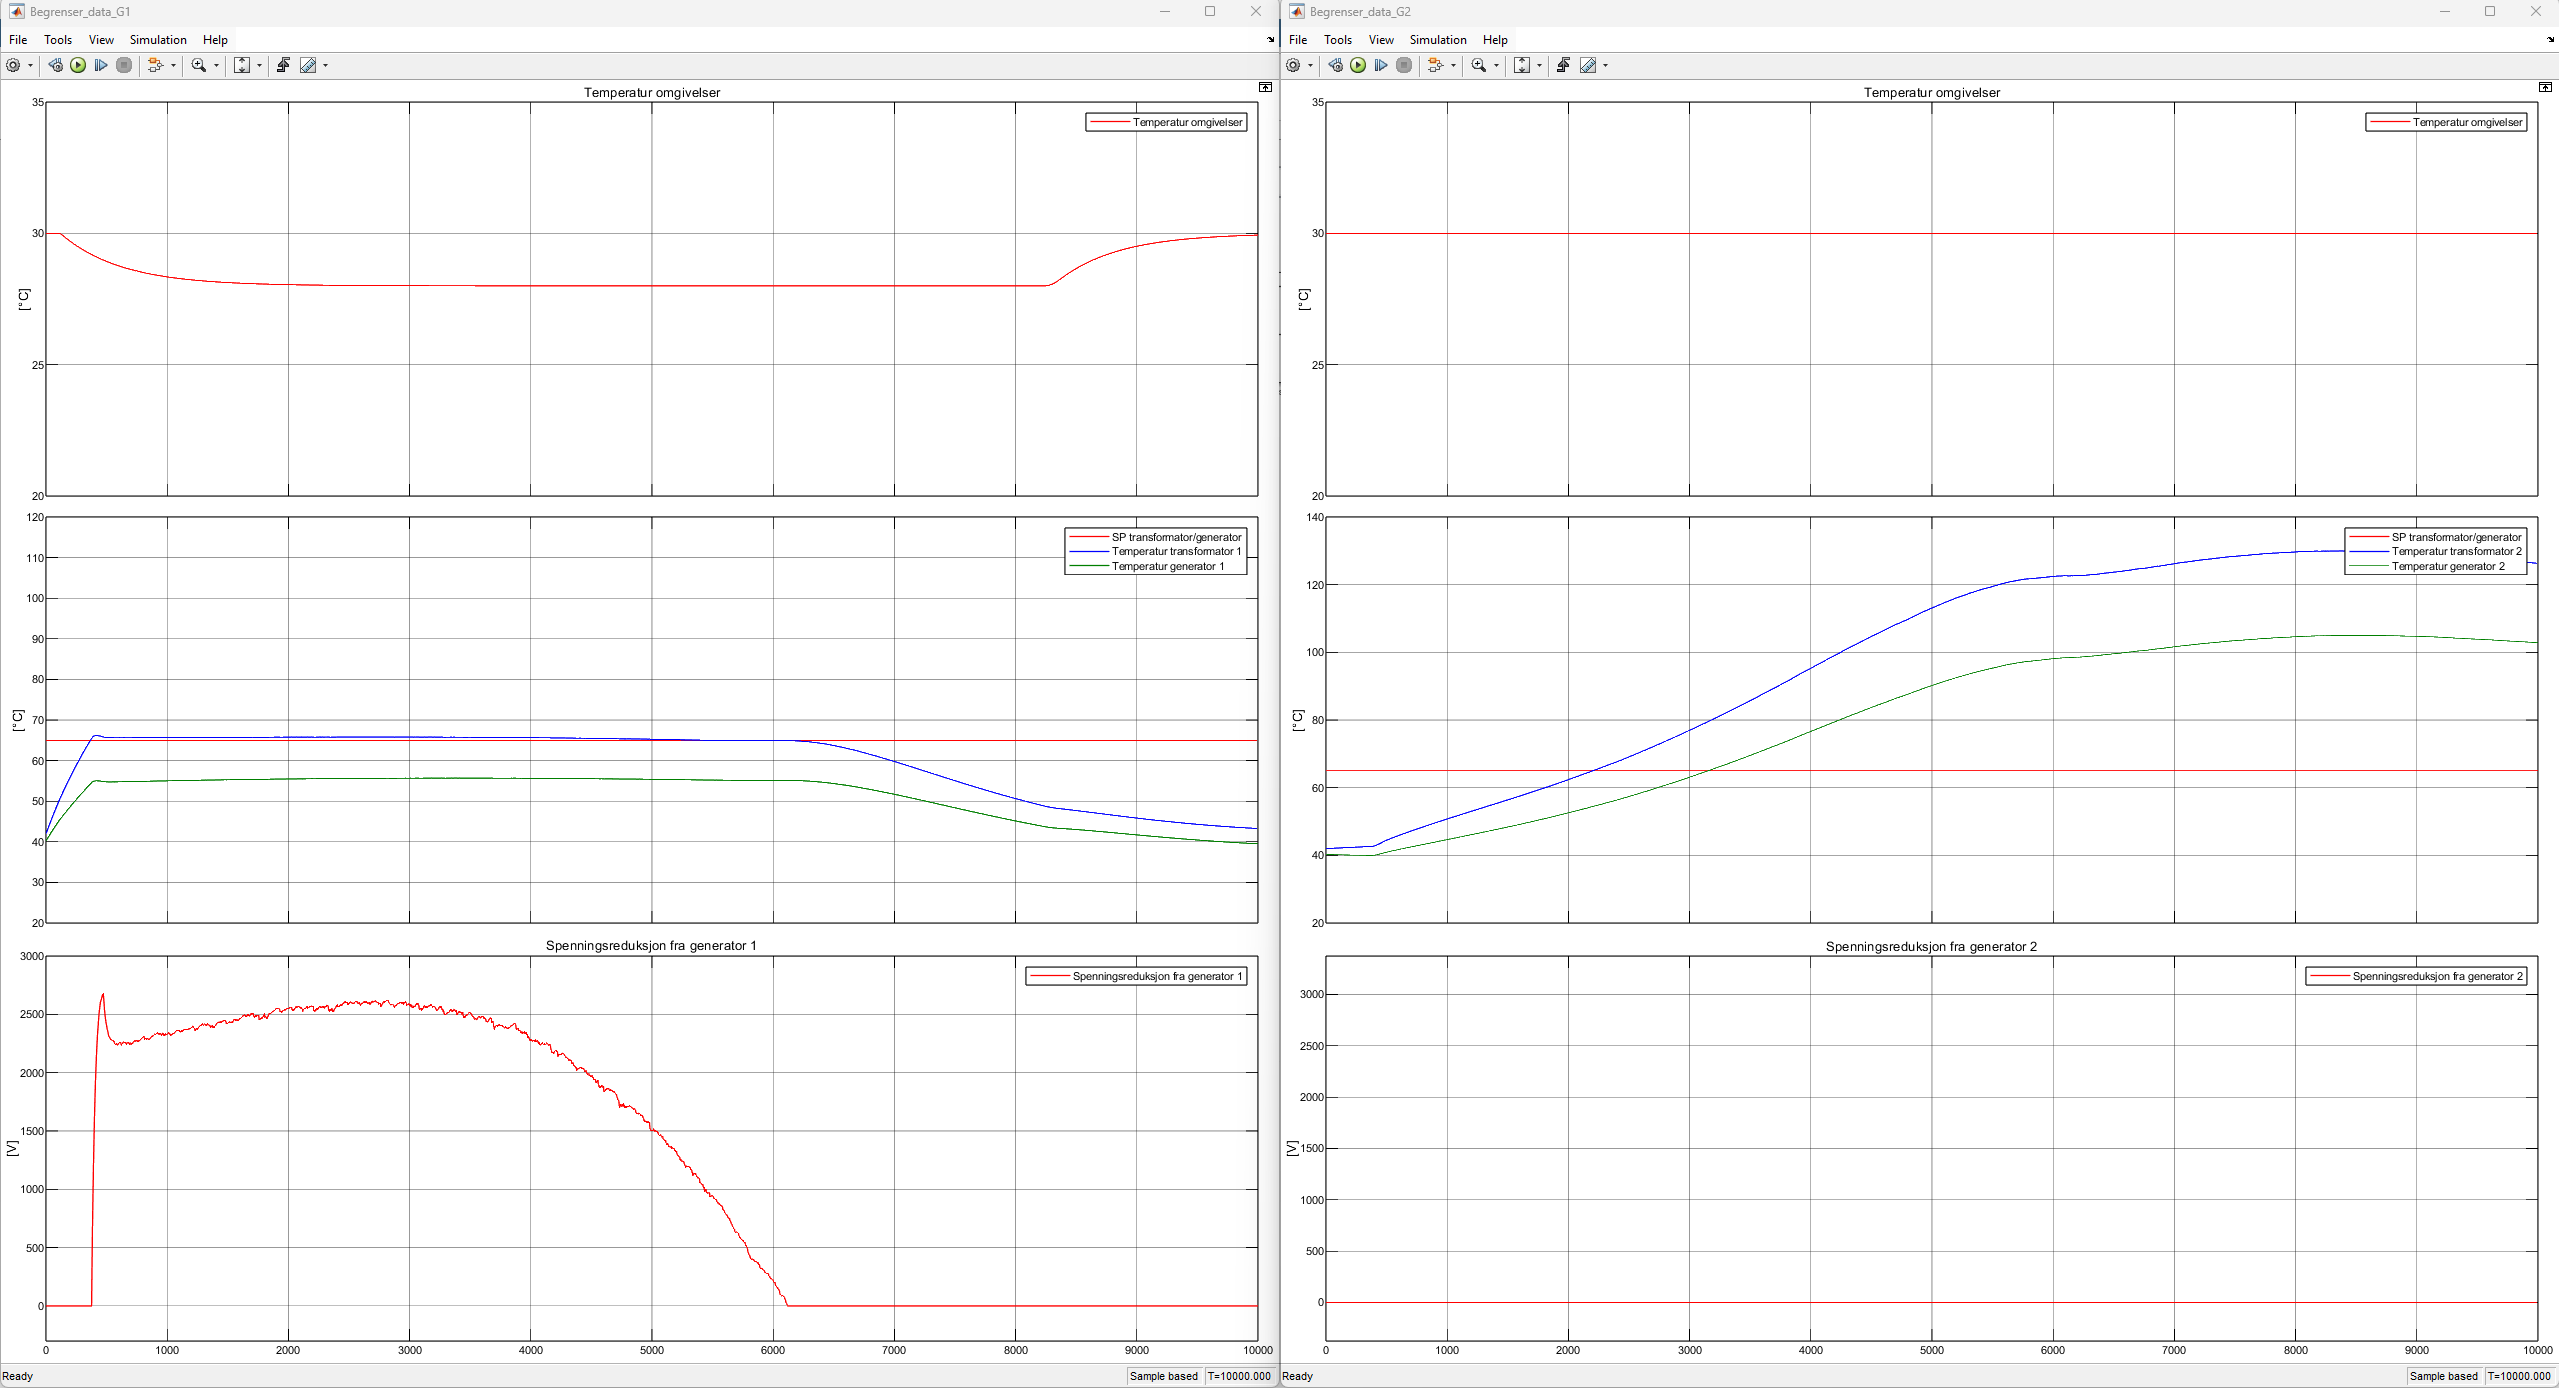 Begrenser_data_G1
File Tools View Simulation Help
Temperatur omgivelser
Temperatur omgivelser
35
30
25
20
[°C]
120
110
100
90
80
70
60
50
40
30
20
[°C]
SP transformator/generator
Temperatur transformator 1
Temperatur generator 1
Spenningsreduksjon fra generator 1
Spenningsreduksjon fra generator 1
3000
2500
2000
1500
1000
500
0
[V]
0 1000 2000 3000 4000 5000 6000 7000 8000 9000 10000
Ready Sample based T=10000.000
Begrenser_data_G2
File Tools View Simulation Help
Temperatur omgivelser
Temperatur omgivelser
35
30
25
20
[°C]
140
120
100
80
60
40
20
[°C]
SP transformator/generator
Temperatur transformator 2
Temperatur generator 2
Spenningsreduksjon fra generator 2
Spenningsreduksjon fra generator 2
3000
2500
2000
1500
1000
500
0
[V]
0 1000 2000 3000 4000 5000 6000 7000 8000 9000 10000
Ready Sample based T=10000.000